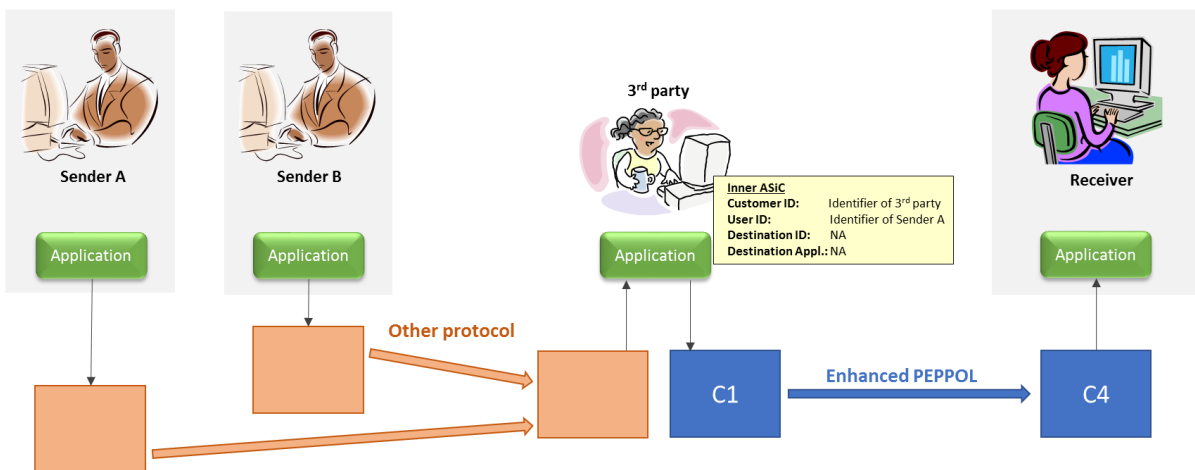 3rd party
Sender A
Sender B
Receiver
Inner ASiC
Customer ID: Identifier of 3rd party
User ID: Identifier of Sender A
Destination ID: NA
Destination Appl.: NA
Application
Application
Application
Application
Other protocol
Enhanced PEPPOL
C1
C4